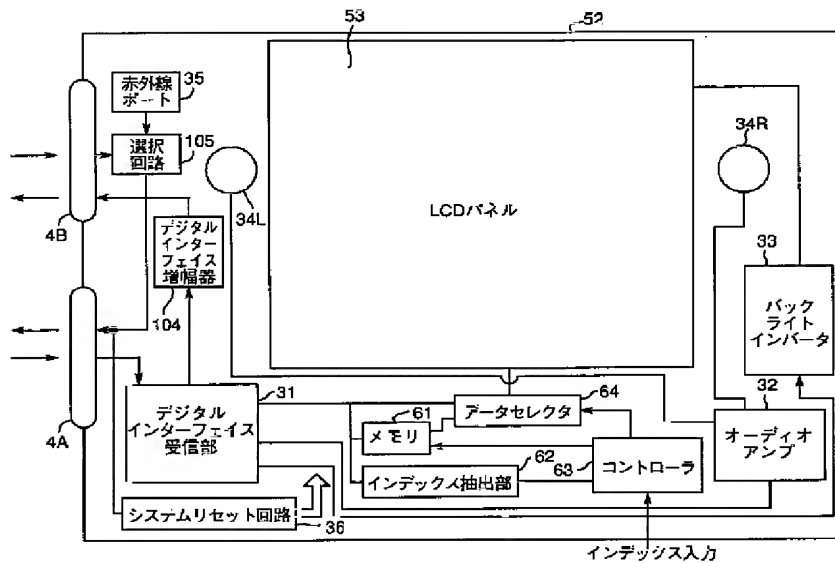 52
53
35
赤外線
ポート
選択
回路
105
4B
34L
34R
LCDパネル
デジタル
インター
フェイス
増幅器
104
33
バック
ライト
インバータ
4A
デジタル
インターフェイス
受信部
31
61
メモリ
データセレクタ
64
32
オーディオ
アンプ
62
インデックス抽出部
63
コントローラ
システムリセット回路
36
インデックス入力